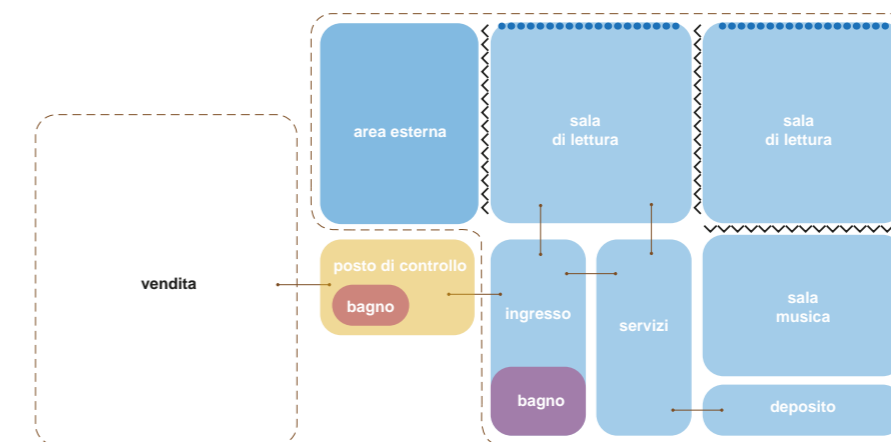 area esterna
sala
di lettura
sala
di lettura
vendita
posto di controllo
bagno
ingresso
bagno
servizi
sala
musica
deposito